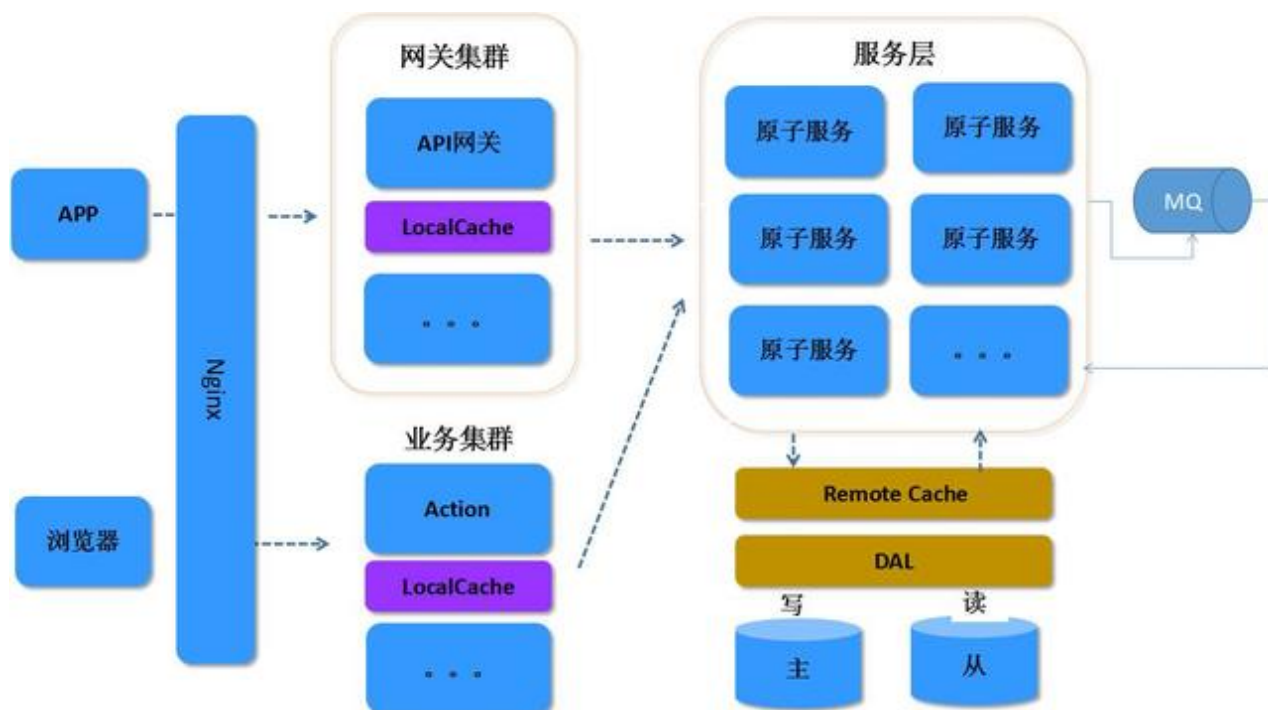 APP
浏览器
Nginx
网关集群
API网关
LocalCache
。。。
业务集群
Action
LocalCache
。。。
服务层
原子服务
原子服务
原子服务
原子服务
原子服务
。。。
MQ
Remote Cache
DAL
写
读
主
从